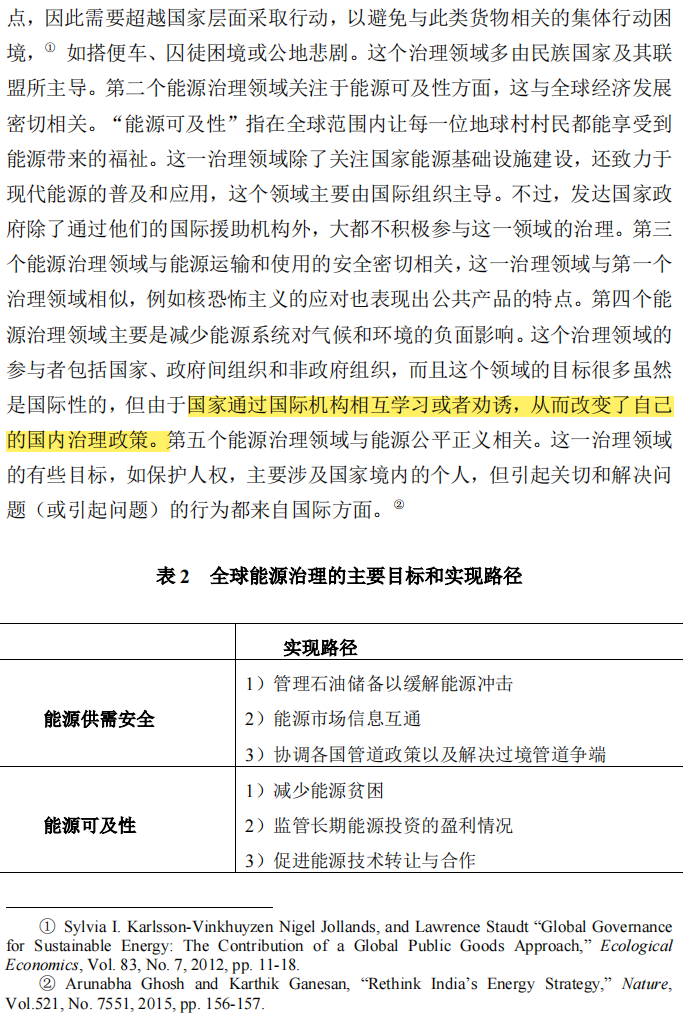 点，因此需要超越国家层面采取行动，以避免与此类货物相关的集体行动困
境，① 如搭便车、囚徒困境或公地悲剧。这个治理领域多由民族国家及其联
盟所主导。第二个能源治理领域关注于能源可及性方面，这与全球经济发展
密切相关。“能源可及性”指在全球范围内让每一位地球村村民都能享受到
能源带来的福祉。这一治理领域除了关注国家能源基础设施建设，还致力于
现代能源的普及和应用，这个领域主要由国际组织主导。不过，发达国家政
府除了通过他们的国际援助机构外，大都不积极参与这一领域的治理。第三
个能源治理领域与能源运输和使用的安全密切相关，这一治理领域与第一个
治理领域相似，例如核恐怖主义的应对也表现出公共产品的特点。第四个能
源治理领域主要是减少能源系统对气候和环境的负面影响。这个治理领域的
参与者包括国家、政府间组织和非政府组织，而且这个领域的目标很多虽然
是国际性的，但由于国家通过国际机构相互学习或者劝诱，从而改变了自己
的国内治理政策。第五个能源治理领域与能源公平正义相关。这一治理领域
的有些目标，如保护人权，主要涉及国家境内的个人，但引起关切和解决问
题（或引起问题）的行为都来自国际方面。②
表 2 全球能源治理的主要目标和实现路径
实现路径
能源供需安全
1）管理石油储备以缓解能源冲击
2）能源市场信息互通
3）协调各国管道政策以及解决过境管道争端
能源可及性
1）减少能源贫困
2）监管长期能源投资的盈利情况
3）促进能源技术转让与合作
① Sylvia I. Karlsson-Vinkhuyzen Nigel Jollands, and Lawrence Staudt “Global Governance
for Sustainable Energy: The Contribution of a Global Public Goods Approach,” Ecological
Economics, Vol. 83, No. 7, 2012, pp. 11-18.
② Arunabha Ghosh and Karthik Ganesan, “Rethink India’s Energy Strategy,” Nature,
Vol.521, No. 7551, 2015, pp. 156-157.